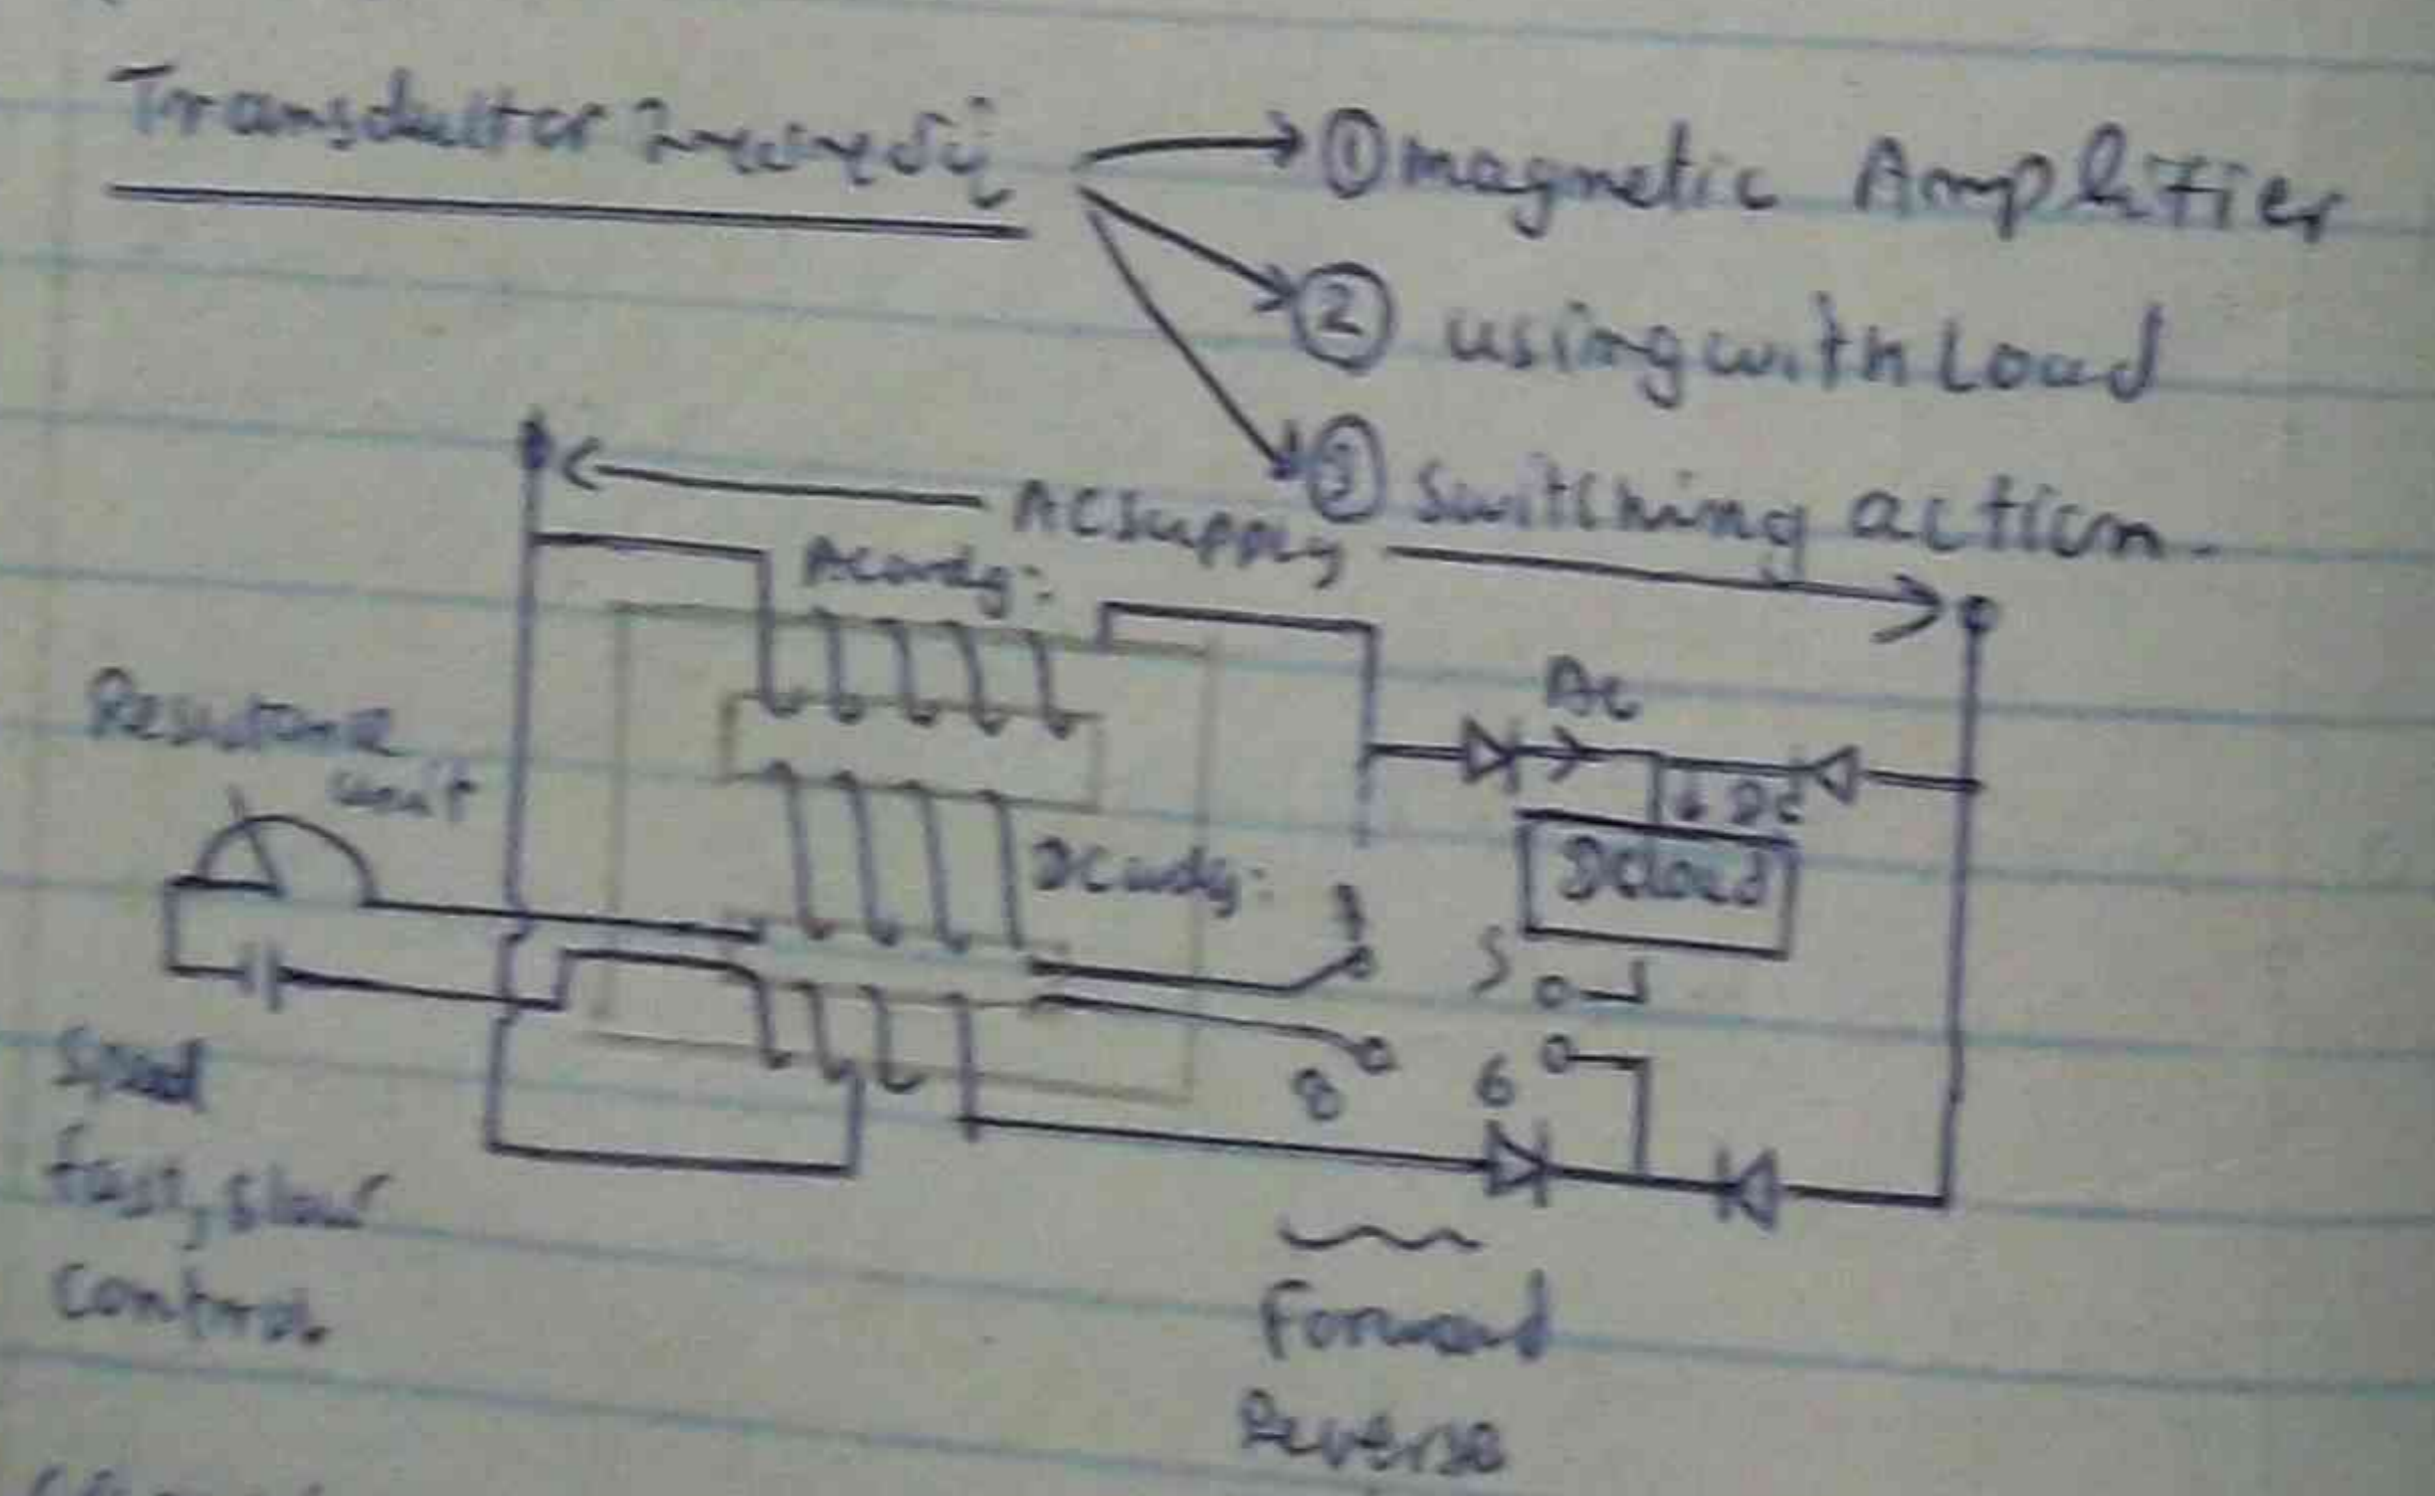 Transductor
① magnetic Amplifier
② using with Load
③ switching action.
AC supply
AC wdg:
Resistance
unit
AC
↓ DC
DC load
DC wdg:
5
6
8
Speed
fast, slow
Control
Forward
Reverse